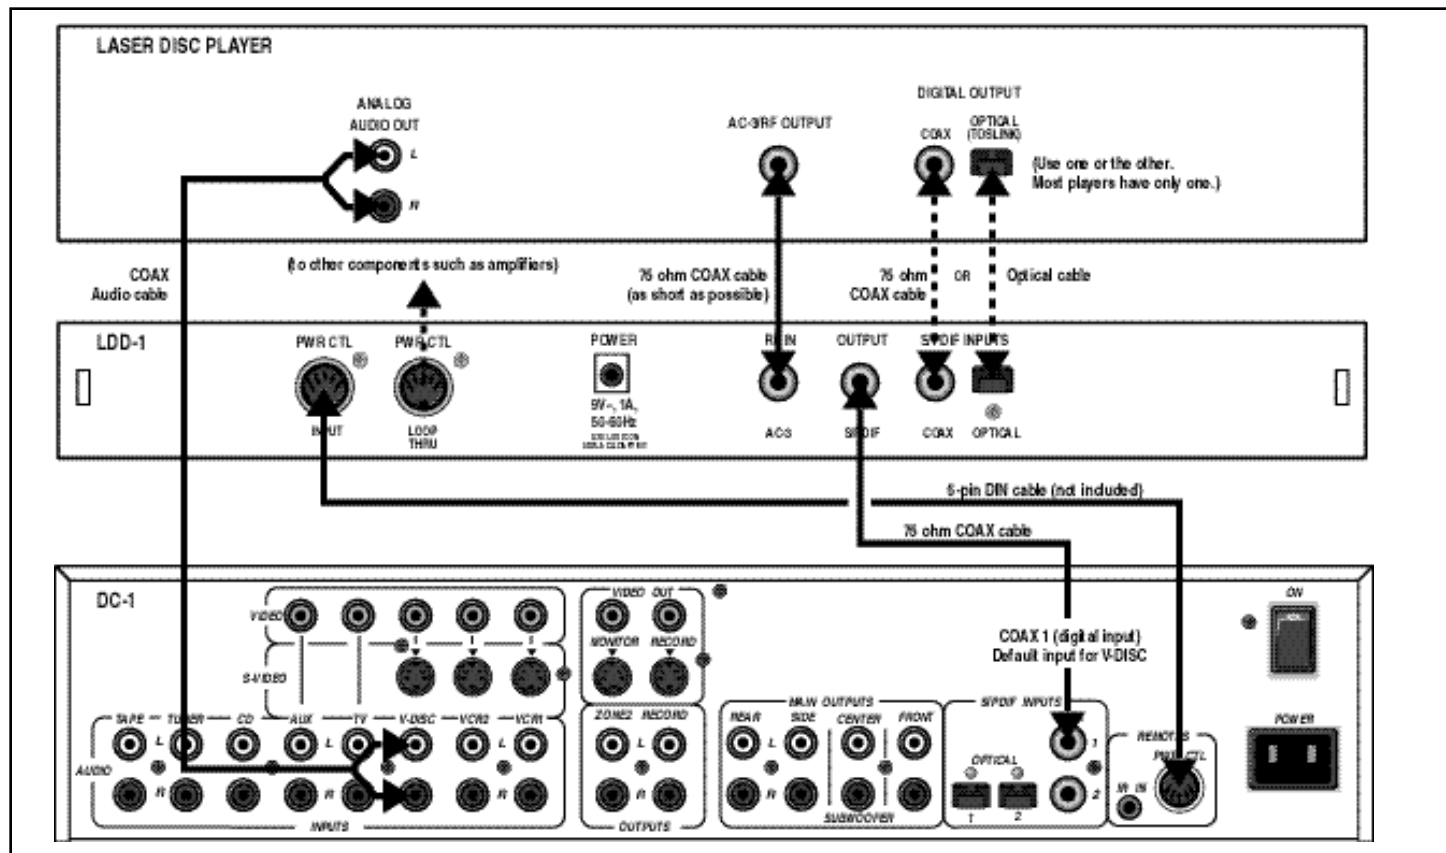 LASER DISC PLAYER
ANALOG
AUDIO OUT
L
R
AC-3/RF OUTPUT
DIGITAL OUTPUT
COAX
OPTICAL
(TOSLINK)
(Use one or the other.
Most players have only one.)
COAX
Audio cable
(to other components such as amplifiers)
75 ohm COAX cable
(as short as possible)
75 ohm
COAX cable
OR
Optical cable
LDD-1
PWR CTL
INPUT
PWR CTL
LOOP
THRU
POWER
9V~, 1A,
50-60Hz
RF IN
AC-3
OUTPUT
S/PDIF
S/PDIF INPUTS
COAX
OPTICAL
5-pin DIN cable (not included)
75 ohm COAX cable
DC-1
VIDEO
S-VIDEO
VIDEO OUT
MONITOR
RECORD
COAX 1 (digital input)
Default input for V-DISC
ON
TAPE
TUNER
CD
AUX
TV
V-DISC
VCR2
VCR1
L
L
L
AUDIO
R
R
R
INPUTS
ZONE2
RECORD
L
R
OUTPUTS
MAIN OUTPUTS
REAR
SIDE
CENTER
FRONT
L
R
SUBWOOFER
S/PDIF INPUTS
OPTICAL
1
2
1
2
REMOTES
PWR CTL
IR IN
POWER